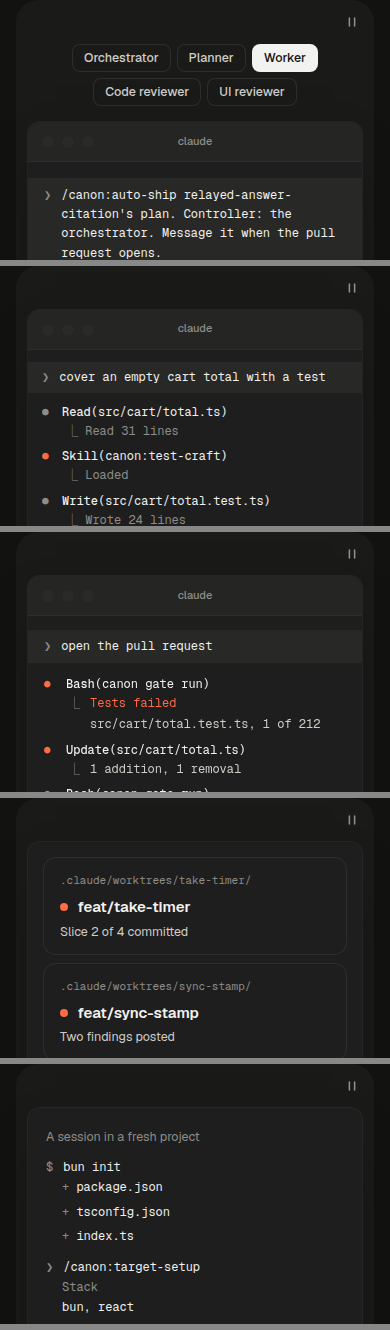 Orchestrator Planner Worker
Code reviewer UI reviewer
claude
❯ /canon:auto-ship relayed-answer-
citation's plan. Controller: the
orchestrator. Message it when the pull
request opens.
claude
❯ cover an empty cart total with a test
Read(src/cart/total.ts)
Read 31 lines
Skill(canon:test-craft)
Loaded
Write(src/cart/total.test.ts)
Wrote 24 lines
claude
❯ open the pull request
Bash(canon gate run)
Tests failed
src/cart/total.test.ts, 1 of 212
Update(src/cart/total.ts)
1 addition, 1 removal
.claude/worktrees/take-timer/
feat/take-timer
Slice 2 of 4 committed
.claude/worktrees/sync-stamp/
feat/sync-stamp
Two findings posted
A session in a fresh project
$ bun init
+ package.json
+ tsconfig.json
+ index.ts
❯ /canon:target-setup
Stack
bun, react